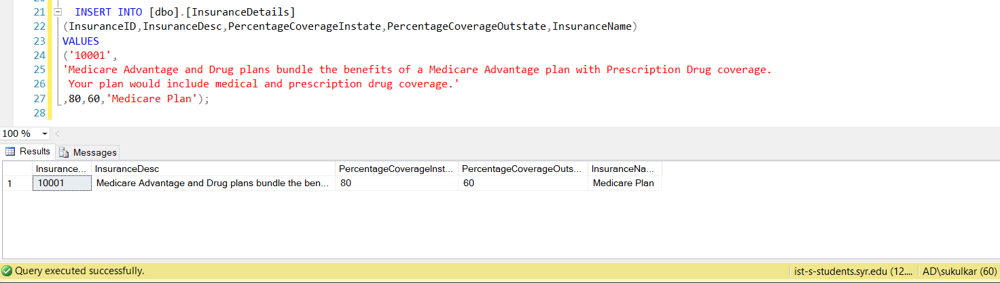 21 INSERT INTO [dbo].[InsuranceDetails]
22 (InsuranceID,InsuranceDesc,PercentageCoverageInstate,PercentageCoverageOutstate,InsuranceName)
23 VALUES
24 ('10001',
25 'Medicare Advantage and Drug plans bundle the benefits of a Medicare Advantage plan with Prescription Drug coverage.
26 Your plan would include medical and prescription drug coverage.'
27 ,80,60,'Medicare Plan');
28
100 %
Results Messages
Insurance... InsuranceDesc PercentageCoverageInst... PercentageCoverageOuts... InsuranceNa...
1 10001 Medicare Advantage and Drug plans bundle the ben... 80 60 Medicare Plan
Query executed successfully. ist-s-students.syr.edu (12.... AD\sukulkar (60)